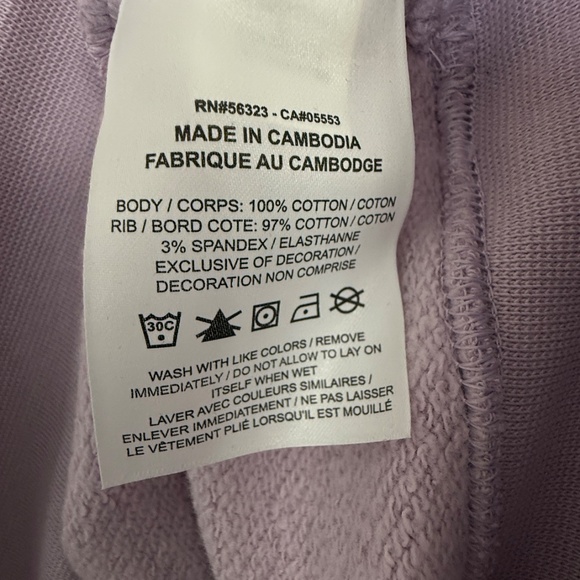 RN#56323 - CA#05553
MADE IN CAMBODIA
FABRIQUE AU CAMBODGE
BODY / CORPS: 100% COTTON / COTON
RIB / BORD COTE: 97% COTTON / COTON
3% SPANDEX / ELASTHANNE
EXCLUSIVE OF DECORATION /
DECORATION NON COMPRISE
30C
WASH WITH LIKE COLORS / REMOVE
IMMEDIATELY / DO NOT ALLOW TO LAY ON
ITSELF WHEN WET
LAVER AVEC COULEURS SIMILAIRES /
ENLEVER IMMEDIATEMENT / NE PAS LAISSER
LE VÊTEMENT PLIÉ LORSQU'IL EST MOUILLÉ